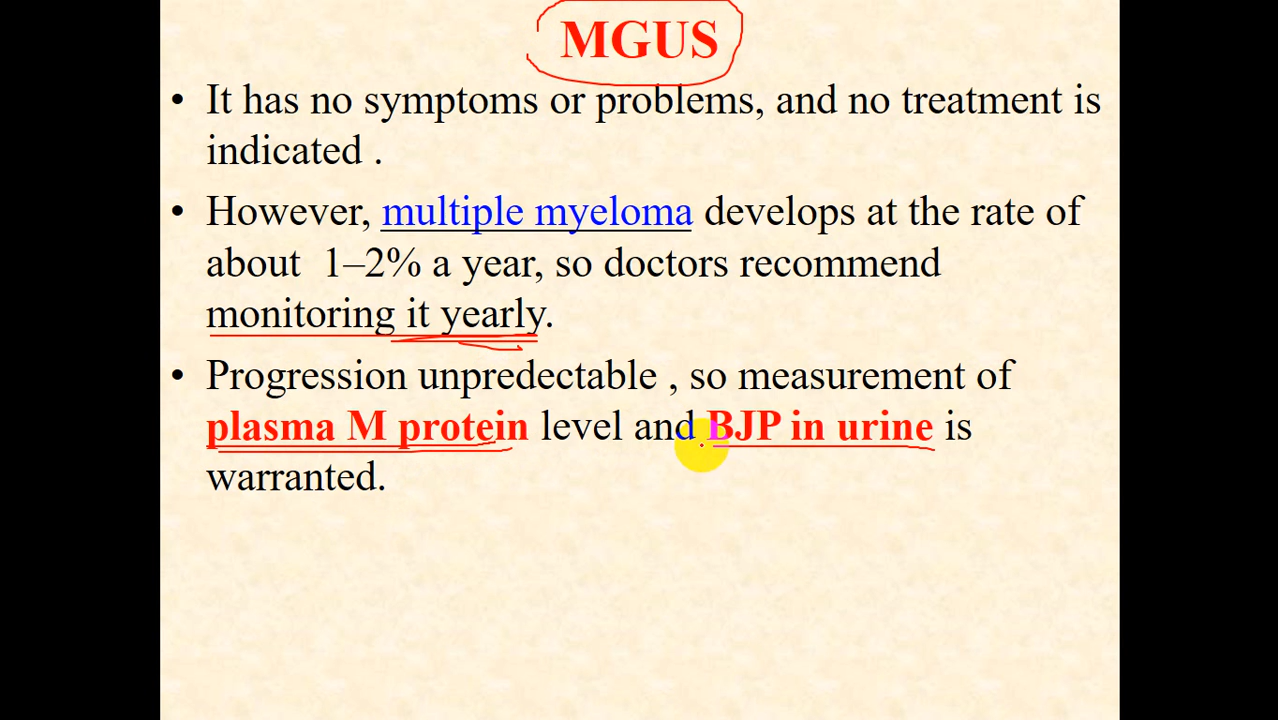 MGUS
• It has no symptoms or problems, and no treatment is
indicated .
• However, multiple myeloma develops at the rate of
about  1–2% a year, so doctors recommend
monitoring it yearly.
• Progression unpredectable , so measurement of
plasma M protein level and BJP in urine is
warranted.